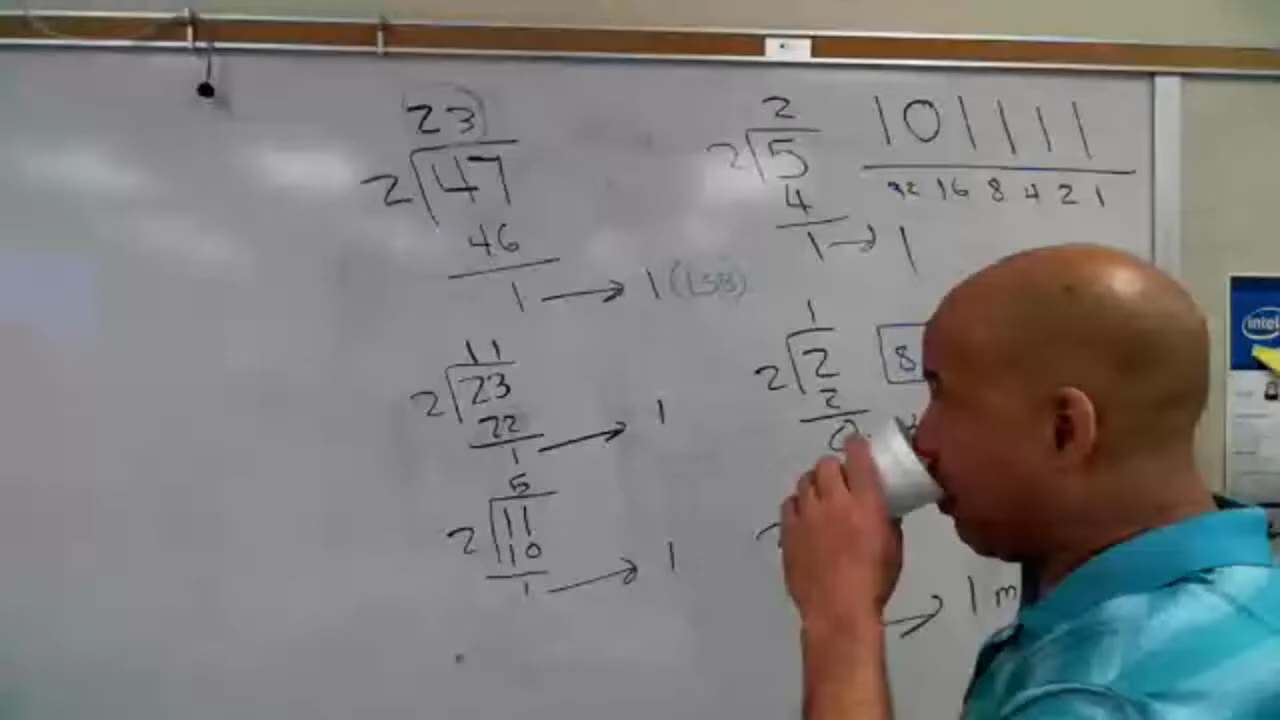 23
2 47
46
1 → 1 (LSB)
11
2 23
22
1 → 1
5
2 11
10
1 → 1
2
2 5
4
1 → 1
1
2 2
2
0
→ 1 m
101111
32 16 8 4 2 1
8
intel